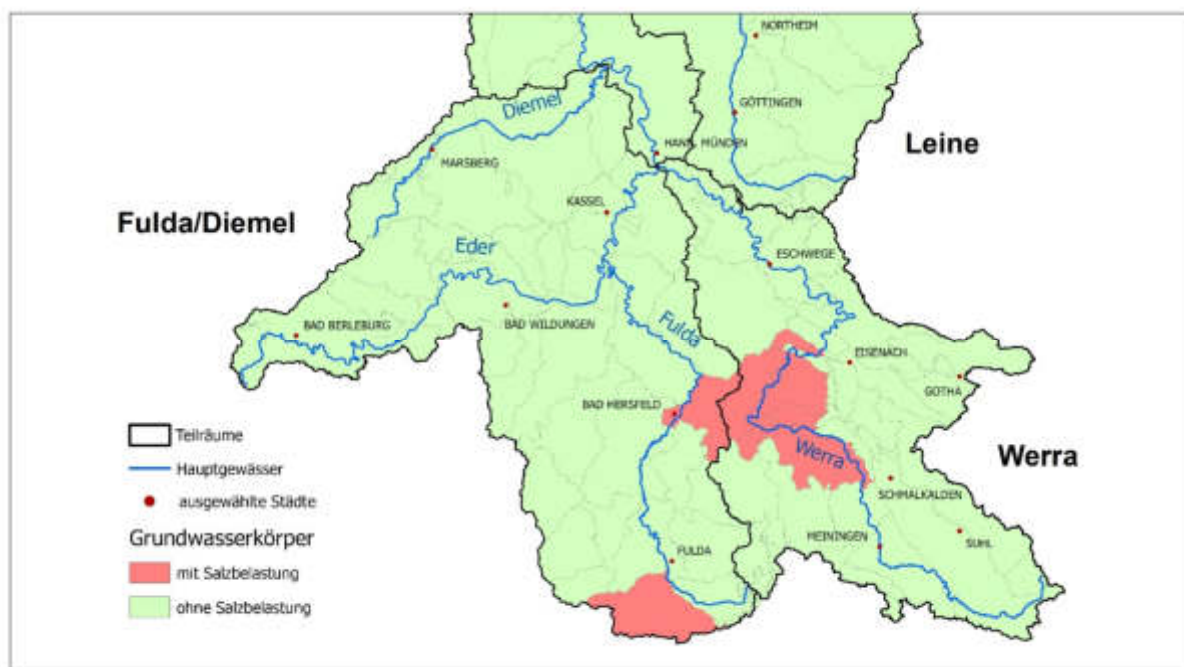 NORTHEIM
Diemel
GÖTTINGEN
Leine
MARSBERG
HANN. MÜNDEN
Fulda/Diemel
KASSEL
Eder
ESCHWEGE
BAD BERLEBURG
BAD WILDUNGEN
Fulda
EISENACH
GOTHA
BAD HERSFELD
Werra
Werra
SCHMALKALDEN
MEININGEN
SUHL
FULDA
Teilräume
Hauptgewässer
ausgewählte Städte
Grundwasserkörper
mit Salzbelastung
ohne Salzbelastung